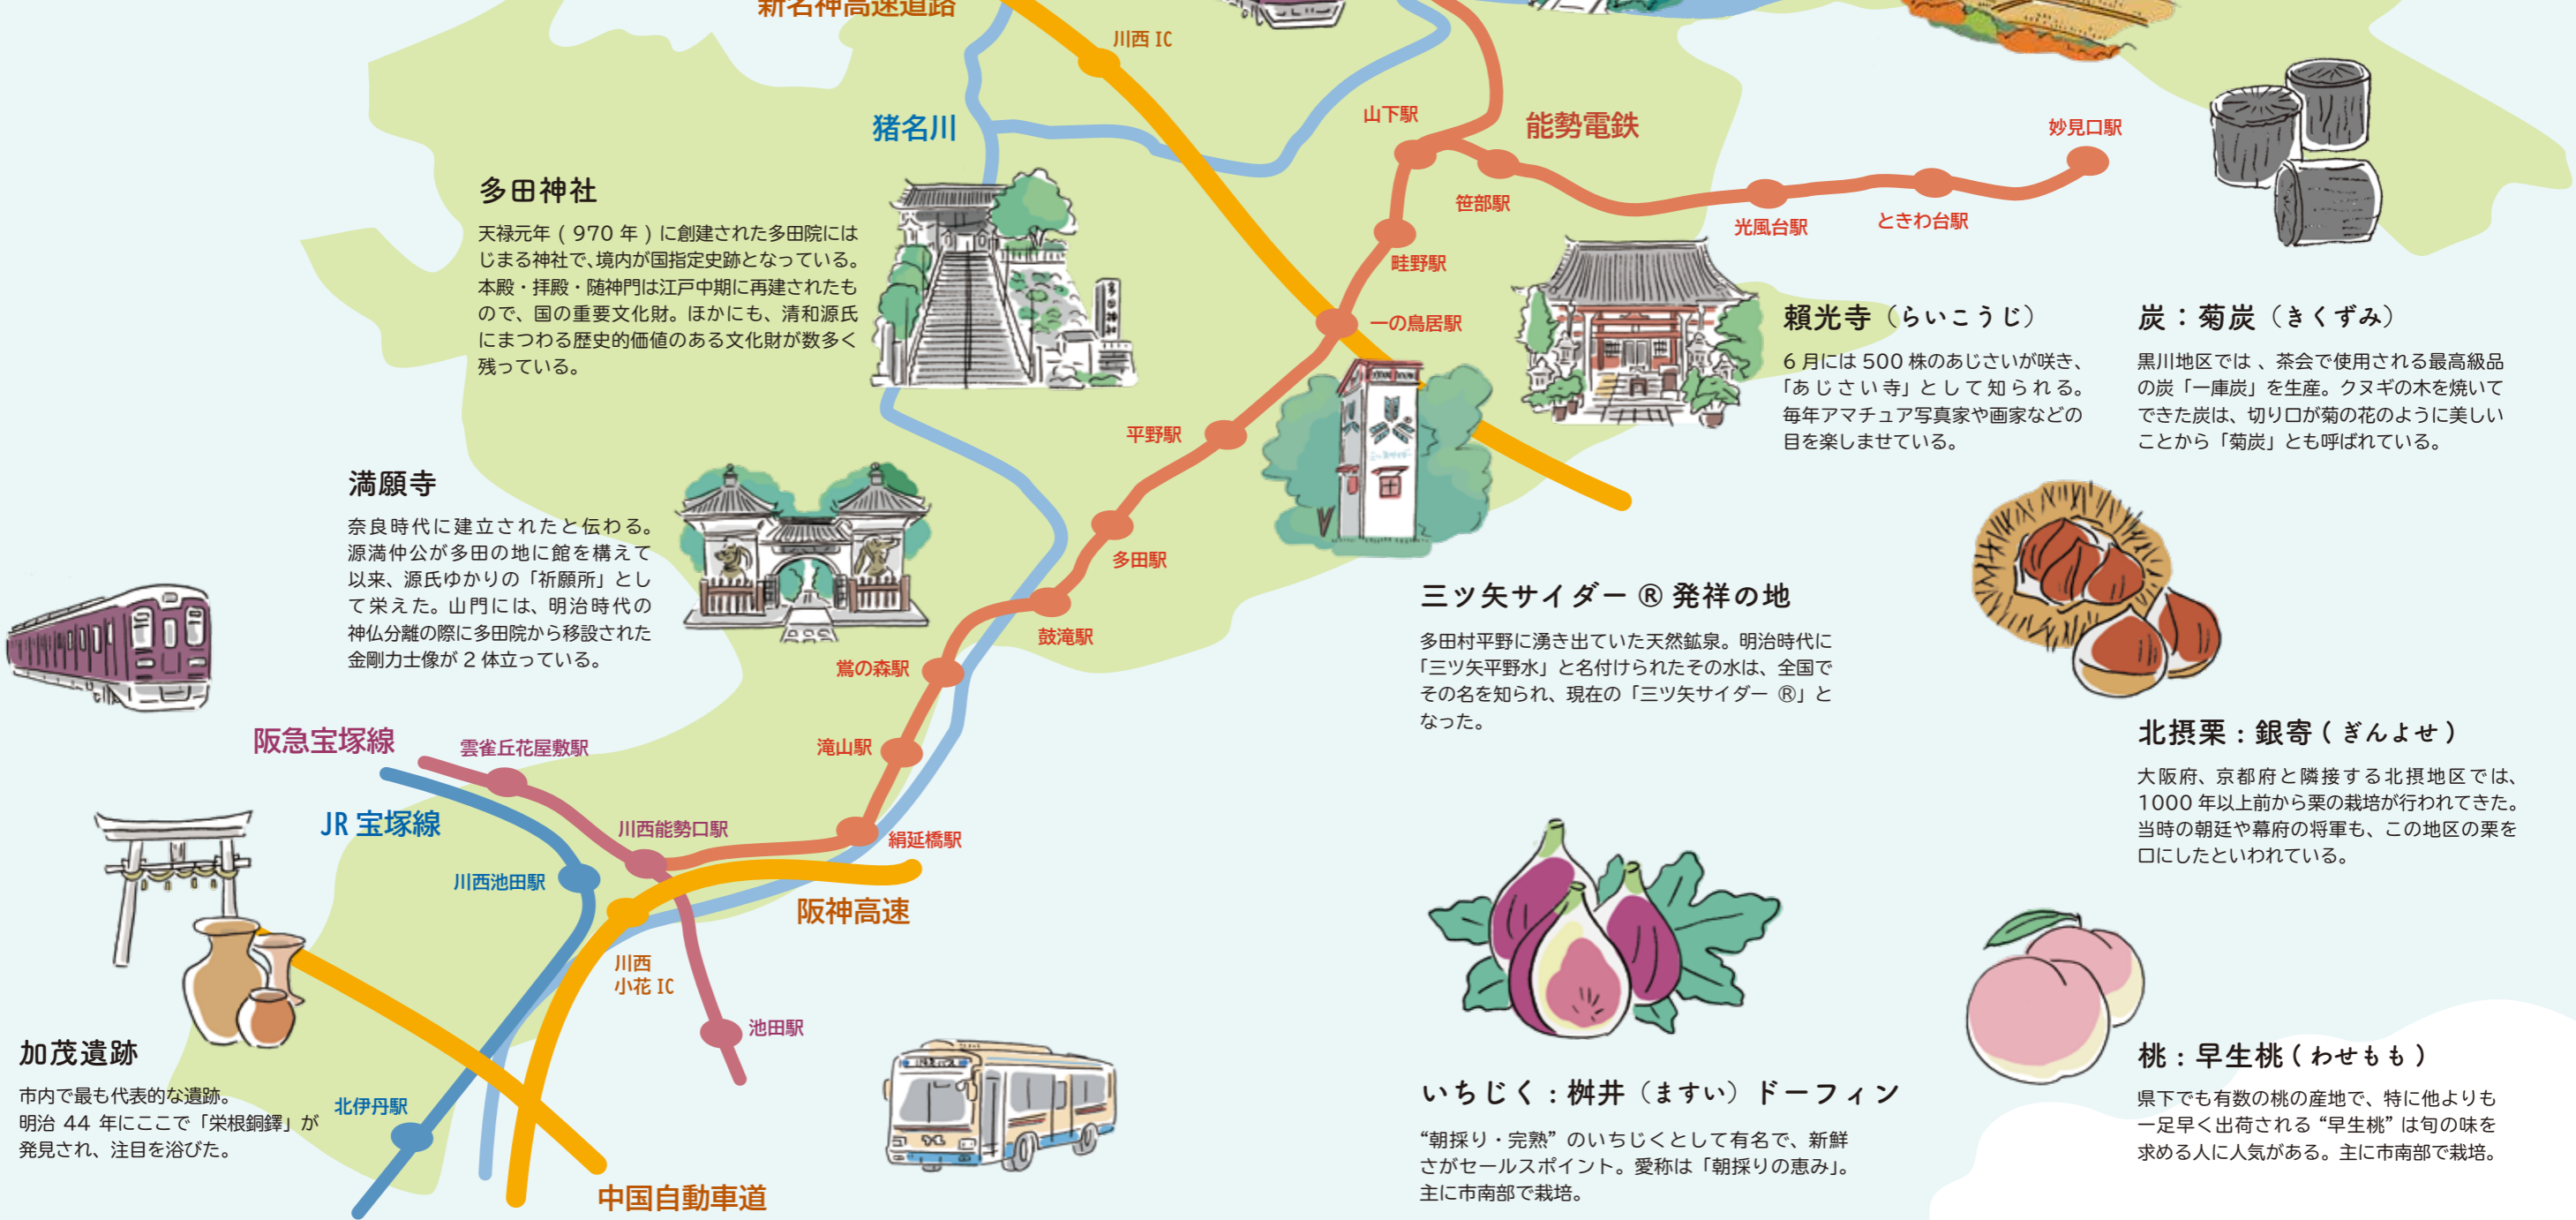 新名神高速道路
川西 IC
猪名川
山下駅
能勢電鉄
妙見口駅
笹部駅
光風台駅
ときわ台駅
畦野駅
一の鳥居駅
平野駅
多田駅
鼓滝駅
鴬の森駅
滝山駅
絹延橋駅
多田神社
天禄元年 ( 970 年 ) に創建された多田院には
じまる神社で、境内が国指定史跡となっている。
本殿・拝殿・随神門は江戸中期に再建されたも
ので、国の重要文化財。ほかにも、清和源氏
にまつわる歴史的価値のある文化財が数多く
残っている。
多田神社
賴光寺（らいこうじ）
6 月には 500 株のあじさいが咲き、
「あじさい寺」として知られる。
毎年アマチュア写真家や画家などの
目を楽しませている。
炭：菊炭（きくずみ）
黒川地区では 、茶会で使用される最高級品
の炭「一庫炭」を生産。クヌギの木を焼いて
できた炭は、切り口が菊の花のように美しい
ことから「菊炭」とも呼ばれている。
満願寺
奈良時代に建立されたと伝わる。
源満仲公が多田の地に館を構えて
以来、源氏ゆかりの「祈願所」とし
て栄えた。山門には、明治時代の
神仏分離の際に多田院から移設された
金剛力士像が 2 体立っている。
三ツ矢サイダー
三ツ矢サイダー ® 発祥の地
多田村平野に湧き出ていた天然鉱泉。明治時代に
「三ツ矢平野水」と名付けられたその水は、全国で
その名を知られ、現在の「三ツ矢サイダー ®」と
なった。
北摂栗：銀寄 ( ぎんよせ )
大阪府、京都府と隣接する北摂地区では、
1000 年以上前から栗の栽培が行われてきた。
当時の朝廷や幕府の将軍も、この地区の栗を
口にしたといわれている。
阪急宝塚線
雲雀丘花屋敷駅
JR 宝塚線
川西能勢口駅
川西池田駅
阪神高速
川西
小花 IC
池田駅
北伊丹駅
中国自動車道
加茂遺跡
市内で最も代表的な遺跡。
明治 44 年にここで「栄根銅鐸」が
発見され、注目を浴びた。
いちじく：桝井（ますい）ドーフィン
“朝採り・完熟” のいちじくとして有名で、新鮮
さがセールスポイント。愛称は「朝採りの恵み」。
主に市南部で栽培。
桃：早生桃 ( わせもも )
県下でも有数の桃の産地で、特に他よりも
一足早く出荷される “早生桃” は旬の味を
求める人に人気がある。主に市南部で栽培。